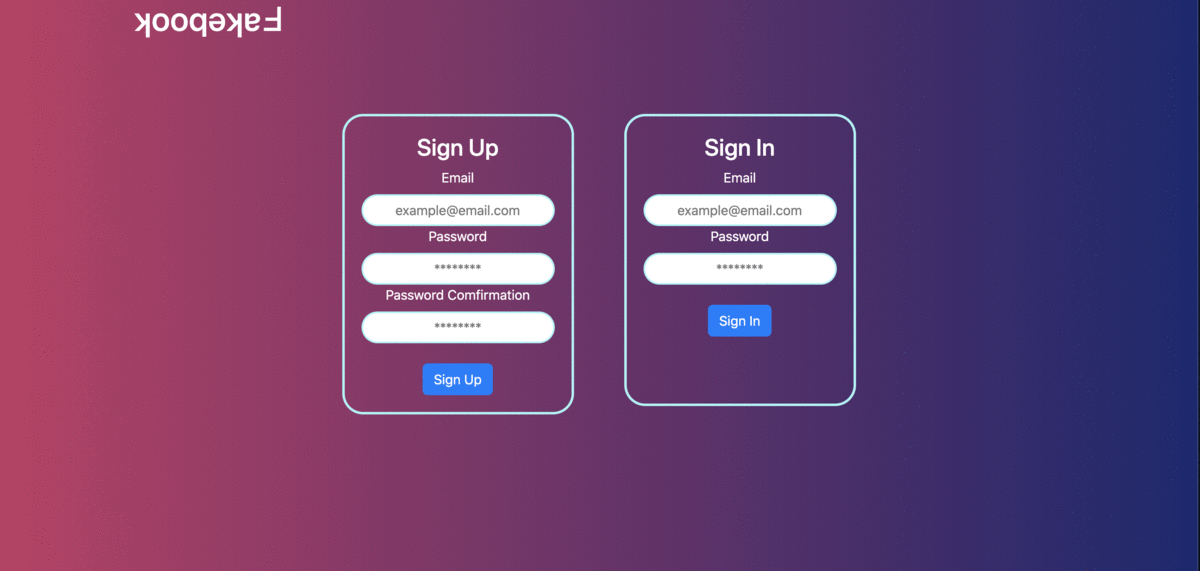 Fakebook
Sign Up
Email
example@email.com
Password
********
Password Comfirmation
********
Sign Up
Sign In
Email
example@email.com
Password
********
Sign In